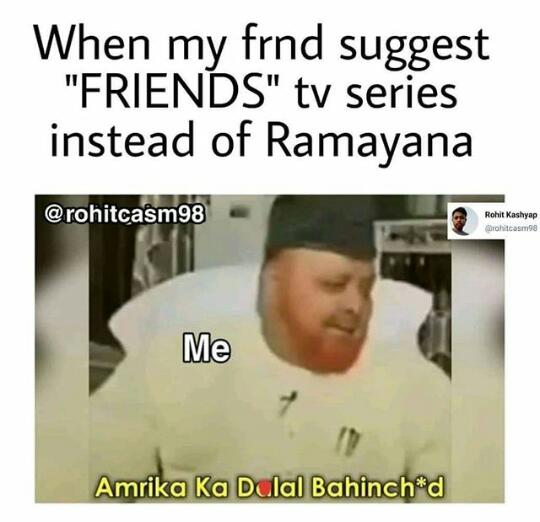 When my frnd suggest
"FRIENDS" tv series
instead of Ramayana
@rohitcasm98
Rohit Kashyap
@rohitcasm98
Me
Amrika Ka Dalal Bahinch*d